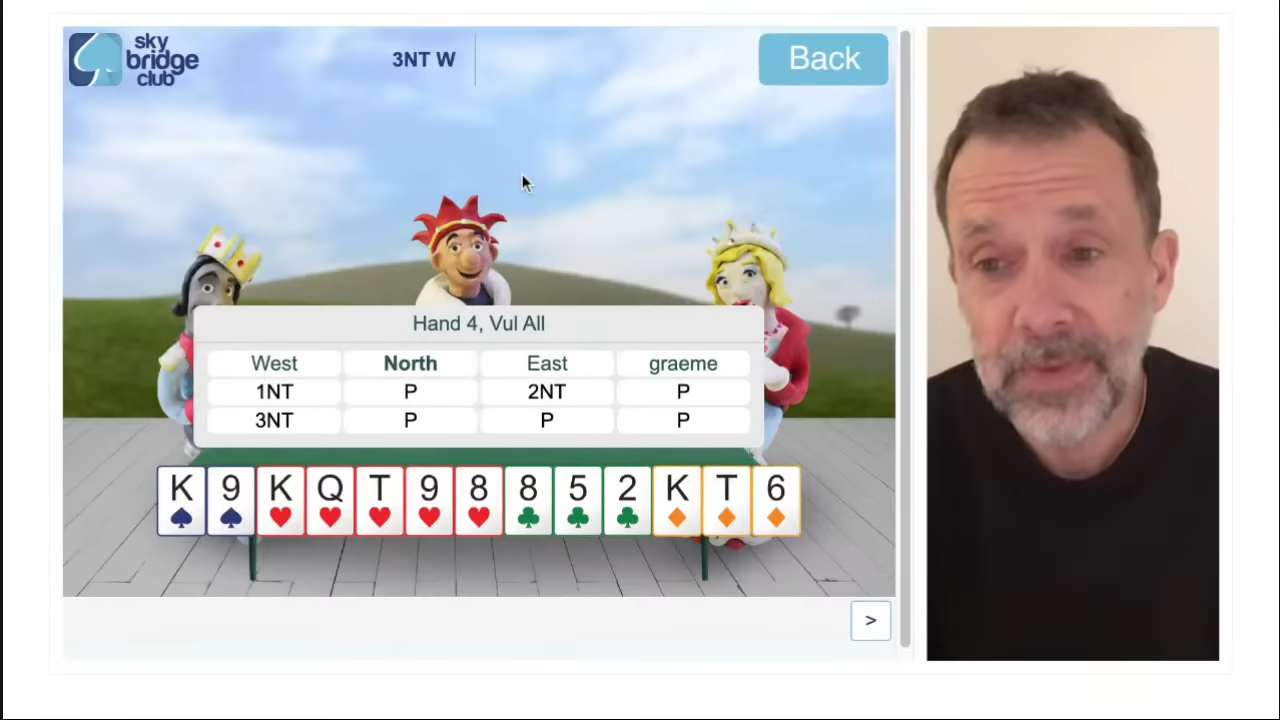 sky
bridge
club
3NT W
Back
Hand 4, Vul All
West North East graeme
1NT P 2NT P
3NT P P P
K 9 K Q T 9 8 8 5 2 K T 6
>